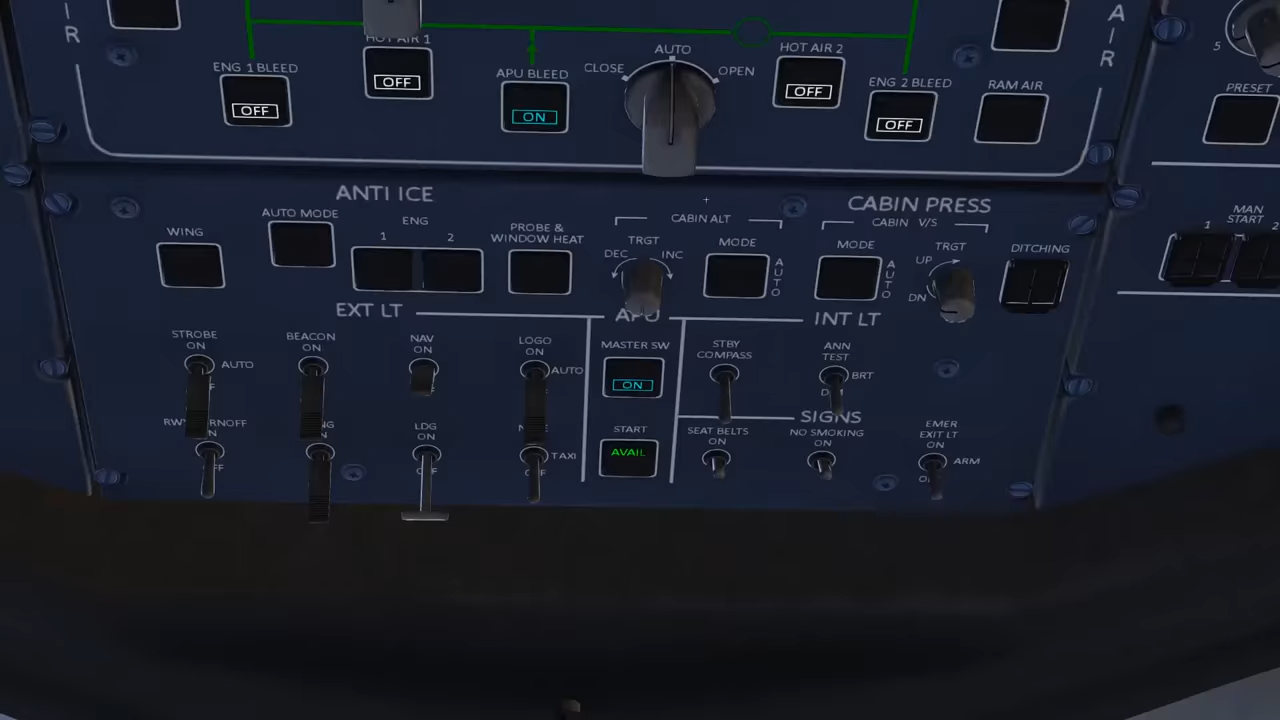 A
I
R
I
R
HOT AIR 1
AUTO
HOT AIR 2
5
ENG 1 BLEED
APU BLEED
CLOSE
OPEN
ENG 2 BLEED
RAM AIR
PRESET
OFF
OFF
ON
OFF
OFF
ANTI ICE
CABIN PRESS
AUTO MODE
ENG
CABIN ALT
CABIN V/S
MAN
START
WING
1
2
PROBE &
WINDOW HEAT
TRGT
MODE
MODE
TRGT
DITCHING
1
2
DEC
INC
AUTO
AUTO
UP
DN
EXT LT
APU
INT LT
STROBE
ON
AUTO
BEACON
ON
NAV
ON
LOGO
ON
AUTO
MASTER SW
ON
STBY
COMPASS
ANN
TEST
BRT
SIGNS
ON
LDG
ON
TAXI
START
AVAIL
SEAT BELTS
ON
NO SMOKING
ON
EMER
EXIT LT
ON
ARM